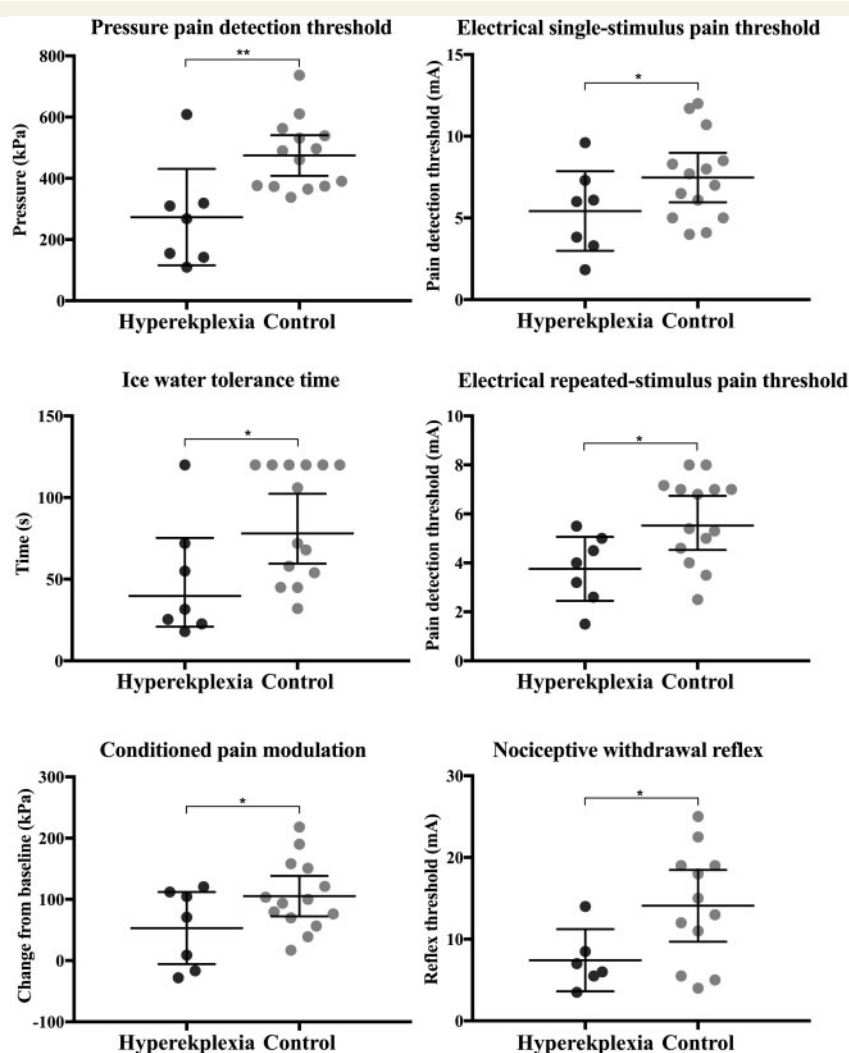 Pressure pain detection threshold
Pressure (kPa)
800
600
400
200
0
**
Hyperekplexia Control
Electrical single-stimulus pain threshold
Pain detection threshold (mA)
15
10
5
0
*
Hyperekplexia Control
Ice water tolerance time
Time (s)
150
100
50
0
*
Hyperekplexia Control
Electrical repeated-stimulus pain threshold
Pain detection threshold (mA)
10
8
6
4
2
0
*
Hyperekplexia Control
Conditioned pain modulation
Change from baseline (kPa)
300
200
100
0
-100
*
Hyperekplexia Control
Nociceptive withdrawal reflex
Reflex threshold (mA)
30
20
10
0
*
Hyperekplexia Control